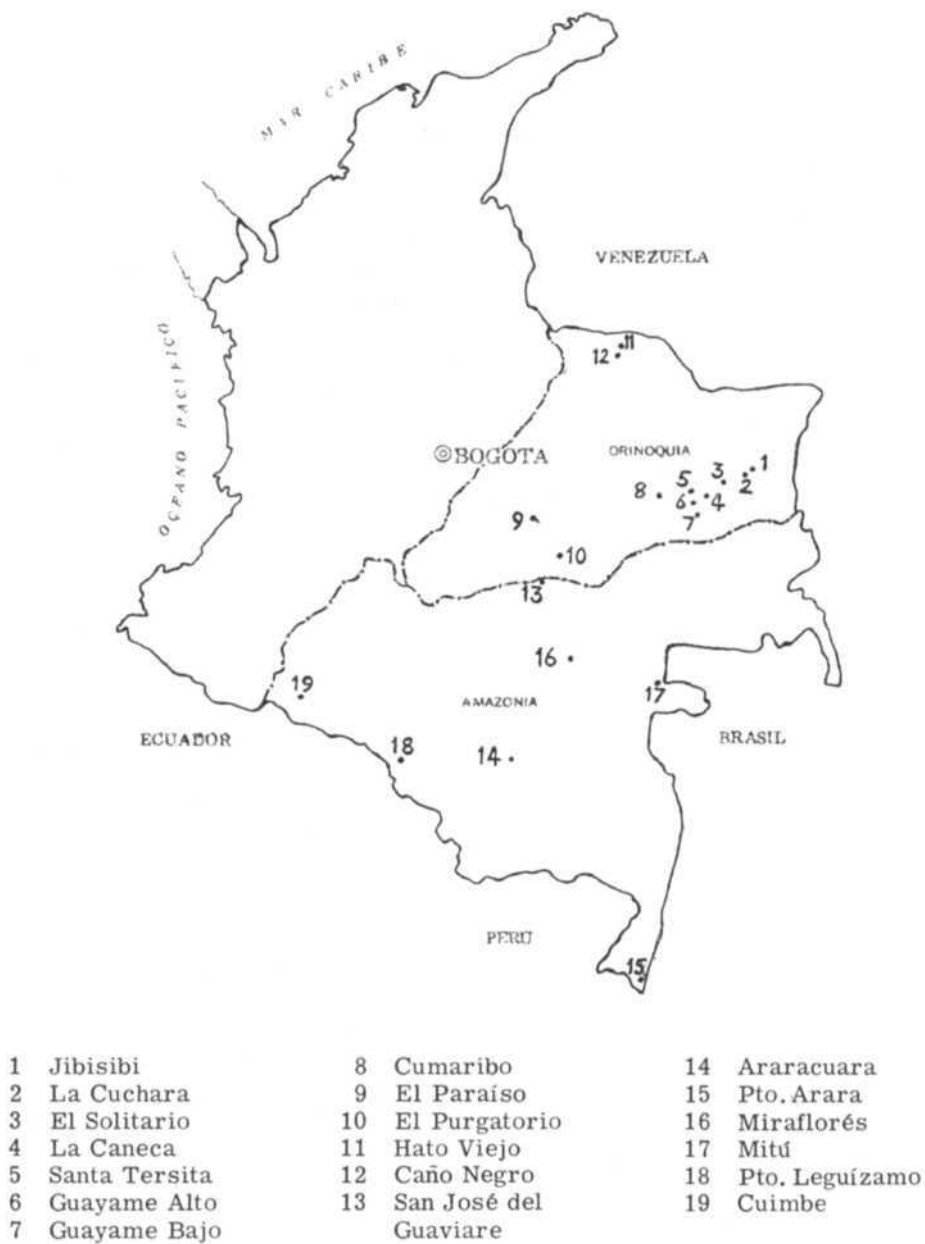 MAR CARIBE
VENEZUELA
OCEANO PACIFICO
11
12
BOGOTA
ORINOQUIA
1
2
3
4
5
6
7
8
9
10
13
16
17
19
AMAZONIA
ECUADOR
BRASIL
18
14
PERU
15
1 Jibisibi
2 La Cuchara
3 El Solitario
4 La Caneca
5 Santa Tersita
6 Guayame Alto
7 Guayame Bajo
8 Cumaribo
9 El Paraíso
10 El Purgatorio
11 Hato Viejo
12 Caño Negro
13 San José del
Guaviare
14 Araracuara
15 Pto. Arara
16 Miraflorés
17 Mitú
18 Pto. Leguízamo
19 Cuimbe